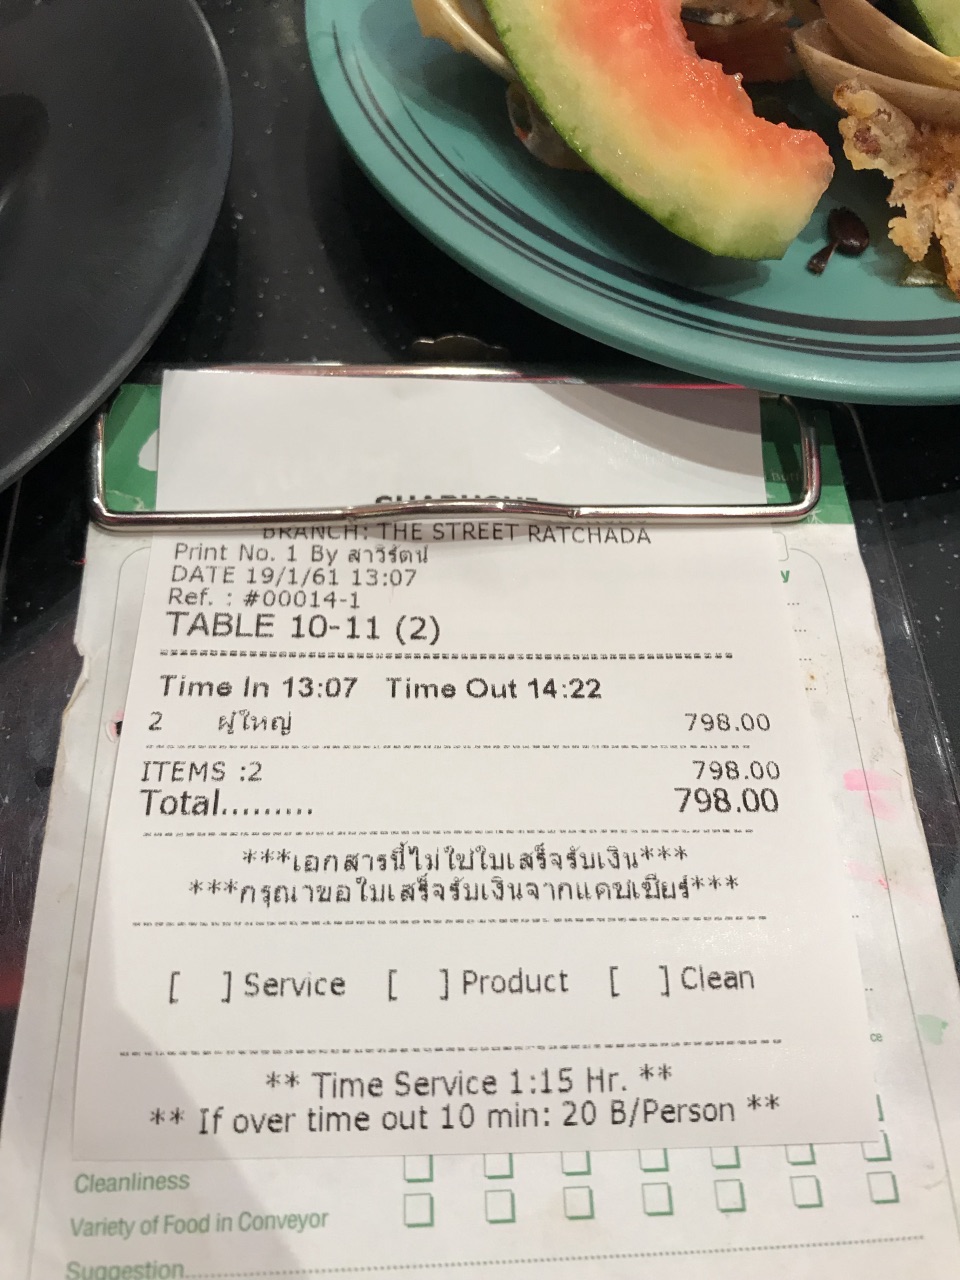 BRANCH: THE STREET RATCHADA
Print No. 1 By สาวิรัตน์
DATE 19/1/61 13:07
Ref. : #00014-1
TABLE 10-11 (2)
Time In 13:07 Time Out 14:22
2 ผู้ใหญ่ 798.00
ITEMS :2 798.00
Total......... 798.00
***เอกสารนี้ไม่ใช่ใบเสร็จรับเงิน***
***กรุณาขอใบเสร็จรับเงินจากแคชเชียร์***
[ ] Service [ ] Product [ ] Clean
** Time Service 1:15 Hr. **
** If over time out 10 min: 20 B/Person **
Cleanliness
Variety of Food in Conveyor
Suggestion